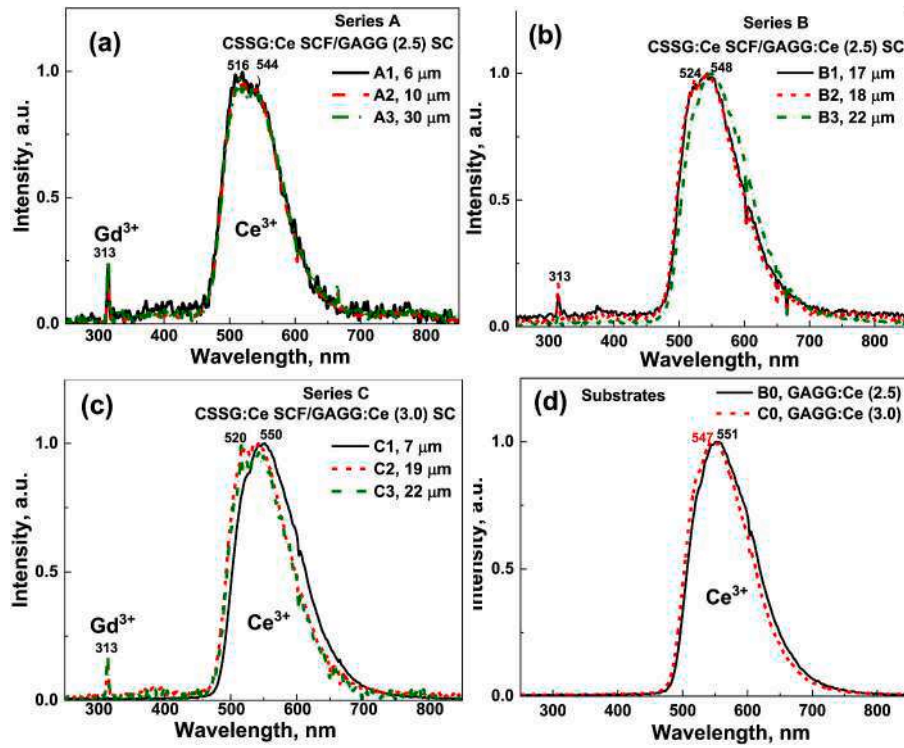 (a)
Series A
CSSG:Ce SCF/GAGG (2.5) SC
516 544
A1, 6 μm
A2, 10 μm
A3, 30 μm
Gd³⁺
313
Ce³⁺
Intensity, a.u.
1.0
0.5
0.0
300 400 500 600 700 800
Wavelength, nm
(b)
Series B
CSSG:Ce SCF/GAGG:Ce (2.5) SC
524 548
B1, 17 μm
B2, 18 μm
B3, 22 μm
313
Intensity, a.u.
1.0
0.5
0.0
300 400 500 600 700 800
Wavelength, nm
(c)
Series C
CSSG:Ce SCF/GAGG:Ce (3.0) SC
520 550
C1, 7 μm
C2, 19 μm
C3, 22 μm
Gd³⁺
313
Ce³⁺
Intensity, a.u.
1.0
0.5
0.0
300 400 500 600 700 800
Wavelength, nm
(d)
Substrates
B0, GAGG:Ce (2.5)
C0, GAGG:Ce (3.0)
547 551
Ce³⁺
Intensity, a.u.
1.0
0.5
0.0
300 400 500 600 700 800
Wavelength, nm